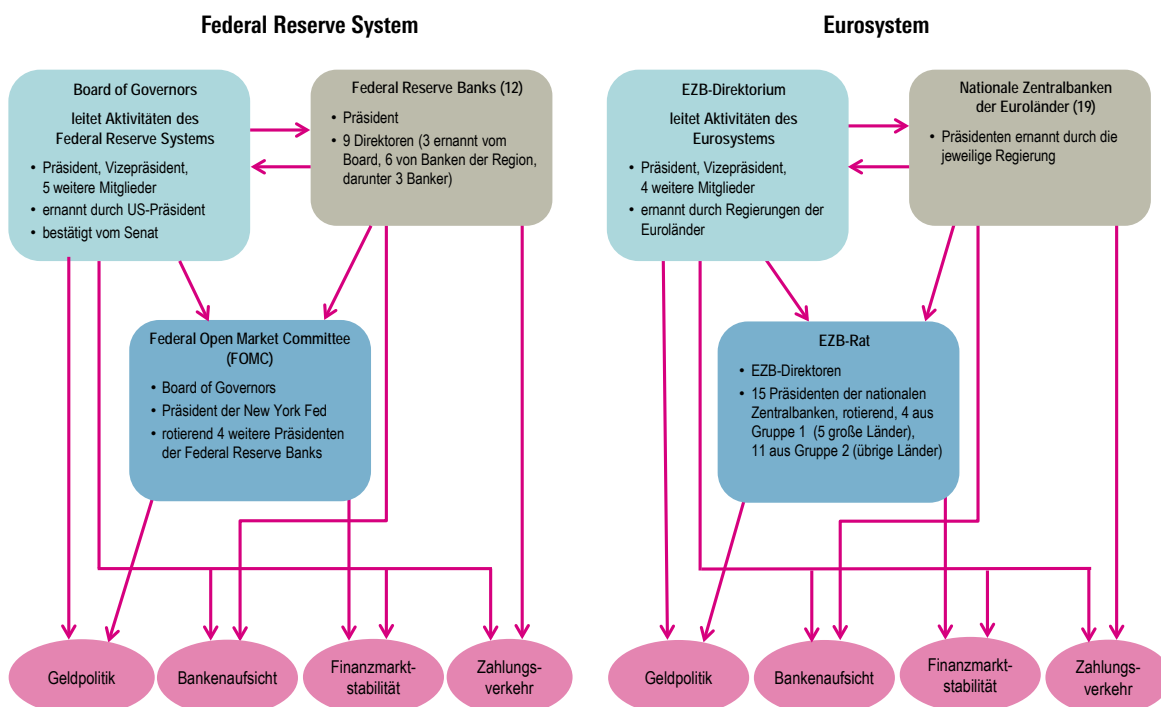 Federal Reserve System
Board of Governors
leitet Aktivitäten des
Federal Reserve Systems
• Präsident, Vizepräsident,
5 weitere Mitglieder
• ernannt durch US-Präsident
• bestätigt vom Senat
Federal Reserve Banks (12)
• Präsident
• 9 Direktoren (3 ernannt vom
Board, 6 von Banken der Region,
darunter 3 Banker)
Federal Open Market Committee
(FOMC)
• Board of Governors
• Präsident der New York Fed
• rotierend 4 weitere Präsidenten
der Federal Reserve Banks
Geldpolitik
Bankenaufsicht
Finanzmarkt-
stabilität
Zahlungs-
verkehr
Eurosystem
EZB-Direktorium
leitet Aktivitäten des
Eurosystems
• Präsident, Vizepräsident,
4 weitere Mitglieder
• ernannt durch Regierungen der
Euroländer
Nationale Zentralbanken
der Euroländer (19)
• Präsidenten ernannt durch die
jeweilige Regierung
EZB-Rat
• EZB-Direktoren
• 15 Präsidenten der nationalen
Zentralbanken, rotierend, 4 aus
Gruppe 1 (5 große Länder),
11 aus Gruppe 2 (übrige Länder)
Geldpolitik
Bankenaufsicht
Finanzmarkt-
stabilität
Zahlungs-
verkehr